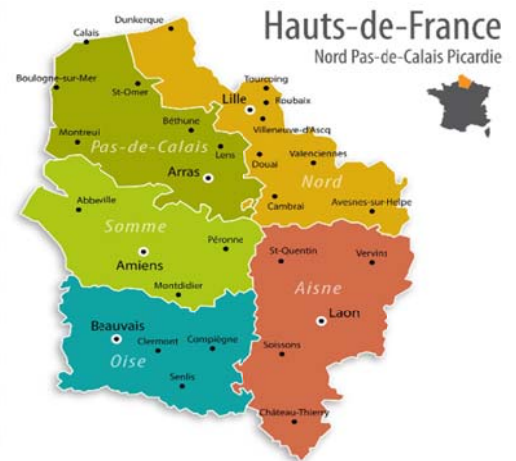 Hauts-de-France
Nord Pas-de-Calais Picardie
Dunkerque
Calais
Boulogne-sur-Mer
St-Omer
Tourcoing
Lille
Roubaix
Villeneuve-d'Ascq
Béthune
Montreuil
Pas-de-Calais
Lens
Douai
Valenciennes
Arras
Nord
Cambrai
Avesnes-sur-Helpe
Abbeville
Somme
Péronne
St-Quentin
Vervins
Amiens
Montdidier
Aisne
Beauvais
Laon
Clermont
Compiègne
Oise
Soissons
Senlis
Château-Thierry